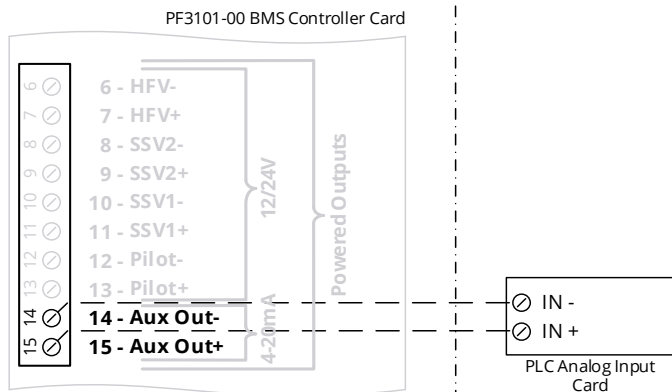 PF3101-00 BMS Controller Card
6 6 - HFV-
7 7 - HFV+
8 8 - SSV2-
9 9 - SSV2+
10 10 - SSV1-
11 11 - SSV1+
12 12 - Pilot-
13 13 - Pilot+
14 14 - Aux Out-
15 15 - Aux Out+
12/24V
4-20mA
Powered Outputs
IN -
IN +
PLC Analog Input
Card